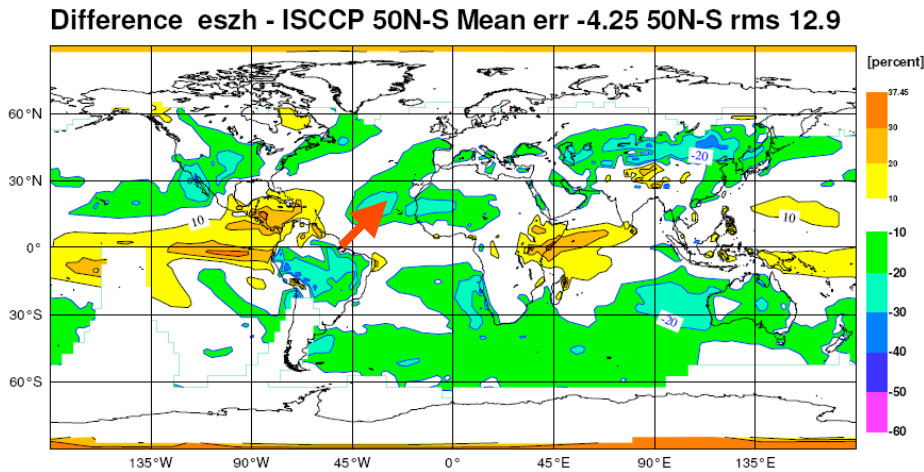 Difference eszh - ISCCP 50N-S Mean err -4.25 50N-S rms 12.9
[percent]
37.45
30
20
10
-10
-20
-30
-40
-50
-60
60°N
30°N
0°
30°S
60°S
-20
10
10
-20
135°W 90°W 45°W 0° 45°E 90°E 135°E